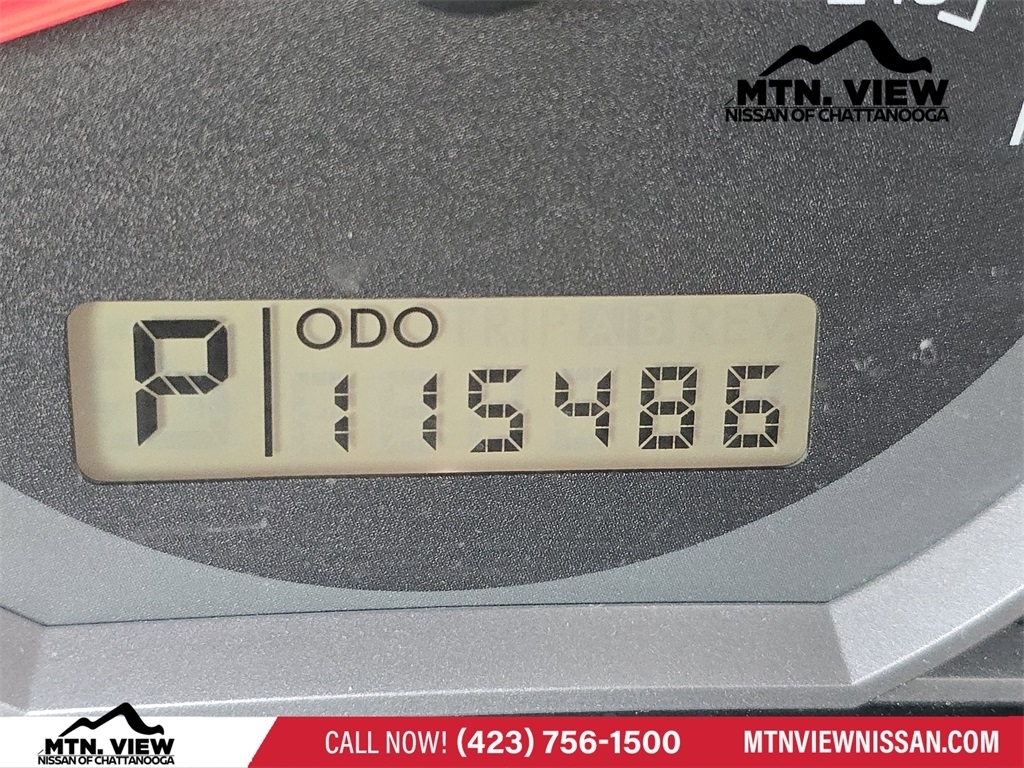 MTN. VIEW
NISSAN OF CHATTANOOGA
P ODO
115486
MTN. VIEW
NISSAN OF CHATTANOOGA
CALL NOW! (423) 756-1500
MTNVIEWNISSAN.COM